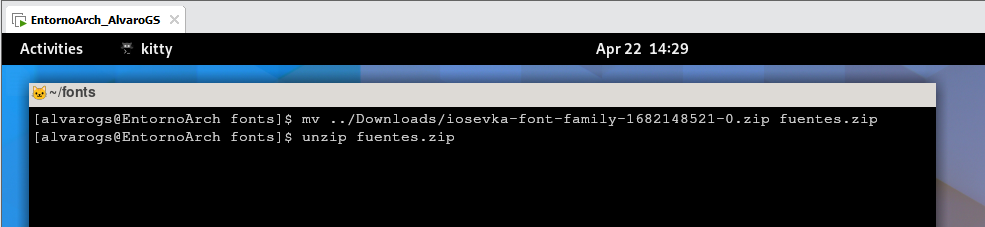 EntornoArch_AlvaroGS
Activities kitty Apr 22 14:29
~/fonts
[alvarogs@EntornoArch fonts]$ mv ../Downloads/iosevka-font-family-1682148521-0.zip fuentes.zip
[alvarogs@EntornoArch fonts]$ unzip fuentes.zip